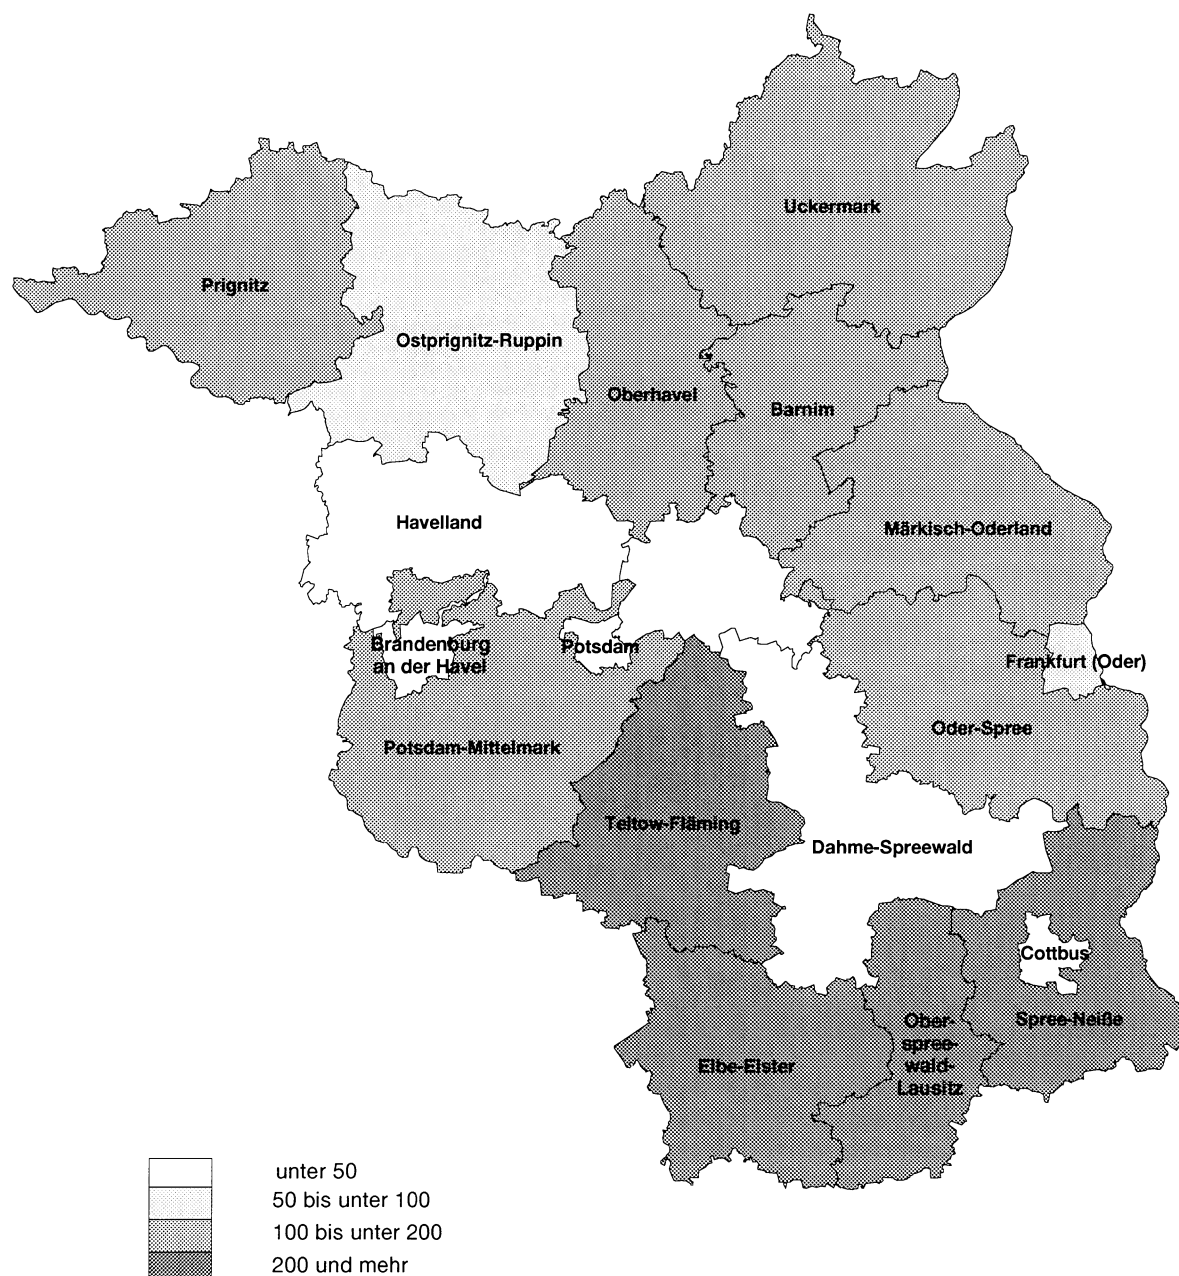 Uckermark
Prignitz
Ostprignitz-Ruppin
Oberhavel
Barnim
Havelland
Märkisch-Oderland
Brandenburg
an der Havel
Potsdam
Frankfurt (Oder)
Oder-Spree
Potsdam-Mittelmark
Teltow-Fläming
Dahme-Spreewald
Cottbus
Spree-Neiße
Ober-
spree-
wald-
Lausitz
Elbe-Elster
unter 50
50 bis unter 100
100 bis unter 200
200 und mehr